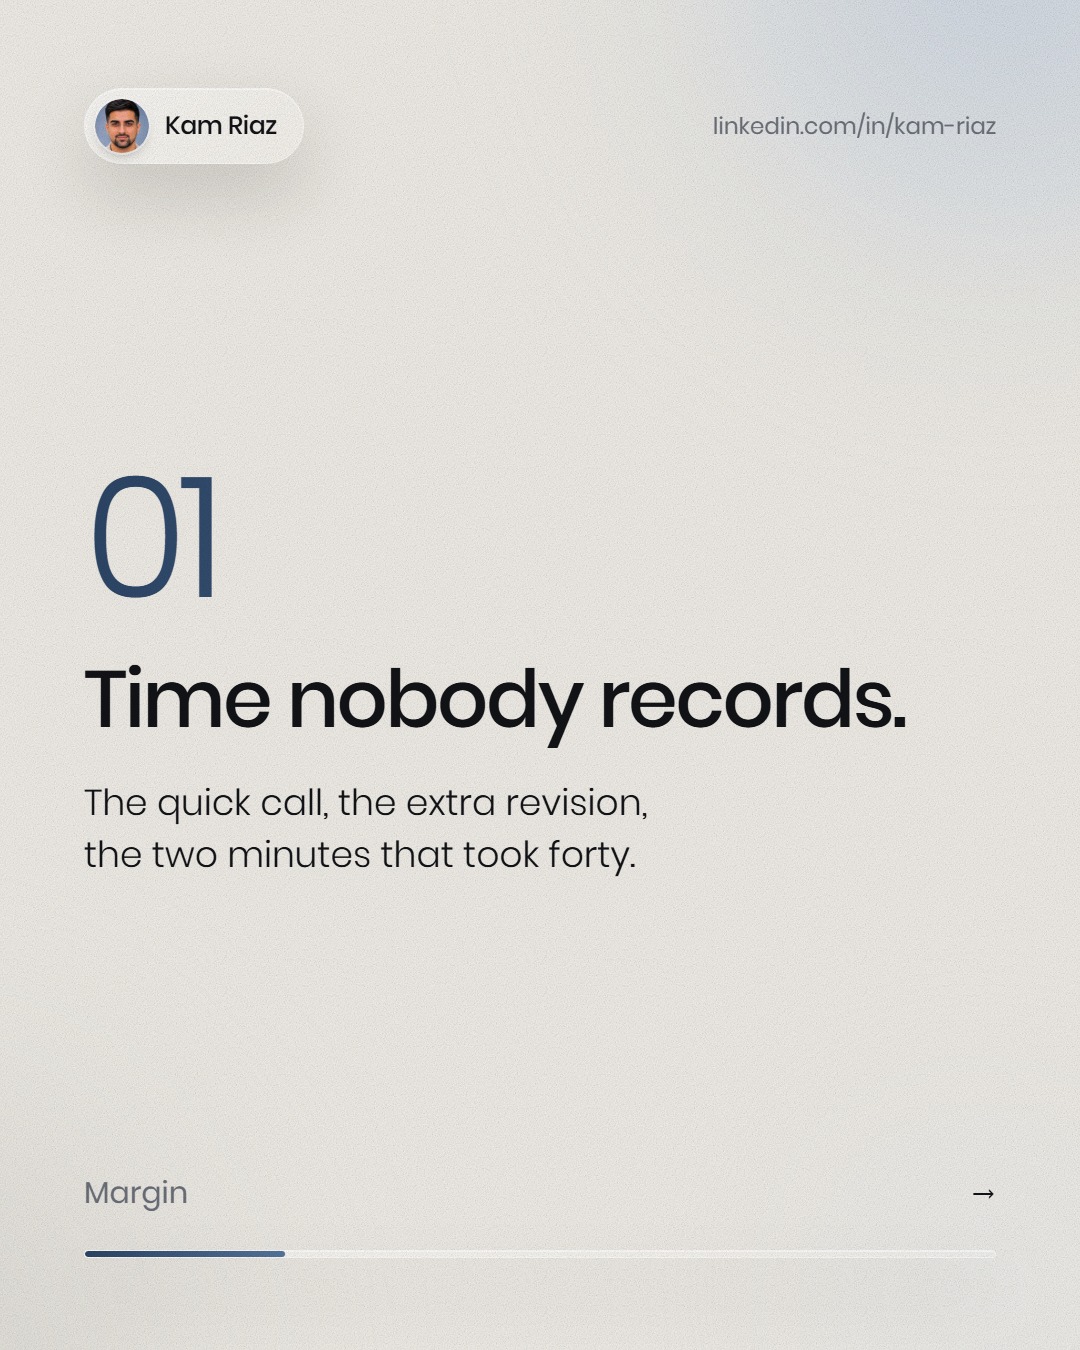 Kam Riaz
linkedin.com/in/kam-riaz
01
Time nobody records.
The quick call, the extra revision,
the two minutes that took forty.
Margin →